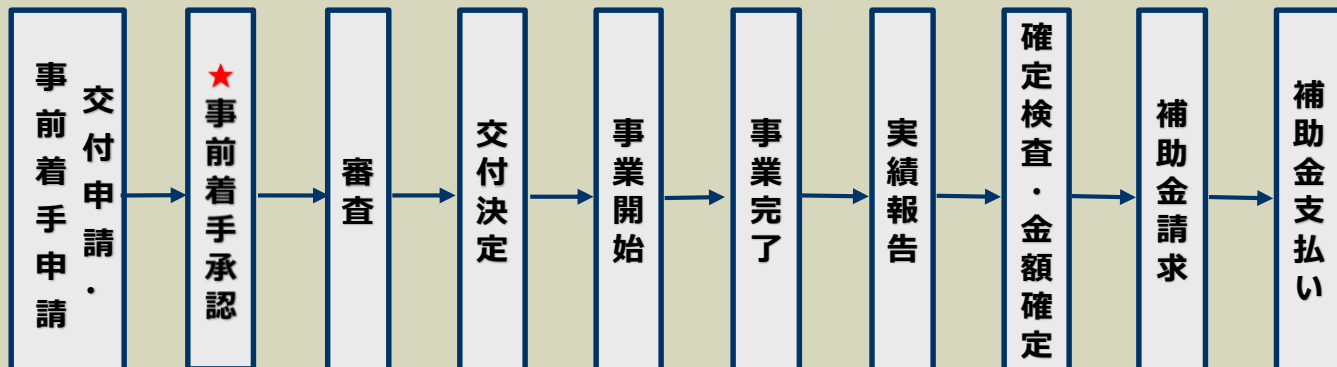 交付申請・
事前着手申請
★事前着手承認
審査
交付決定
事業開始
事業完了
実績報告
確定検査・金額確定
補助金請求
補助金支払い